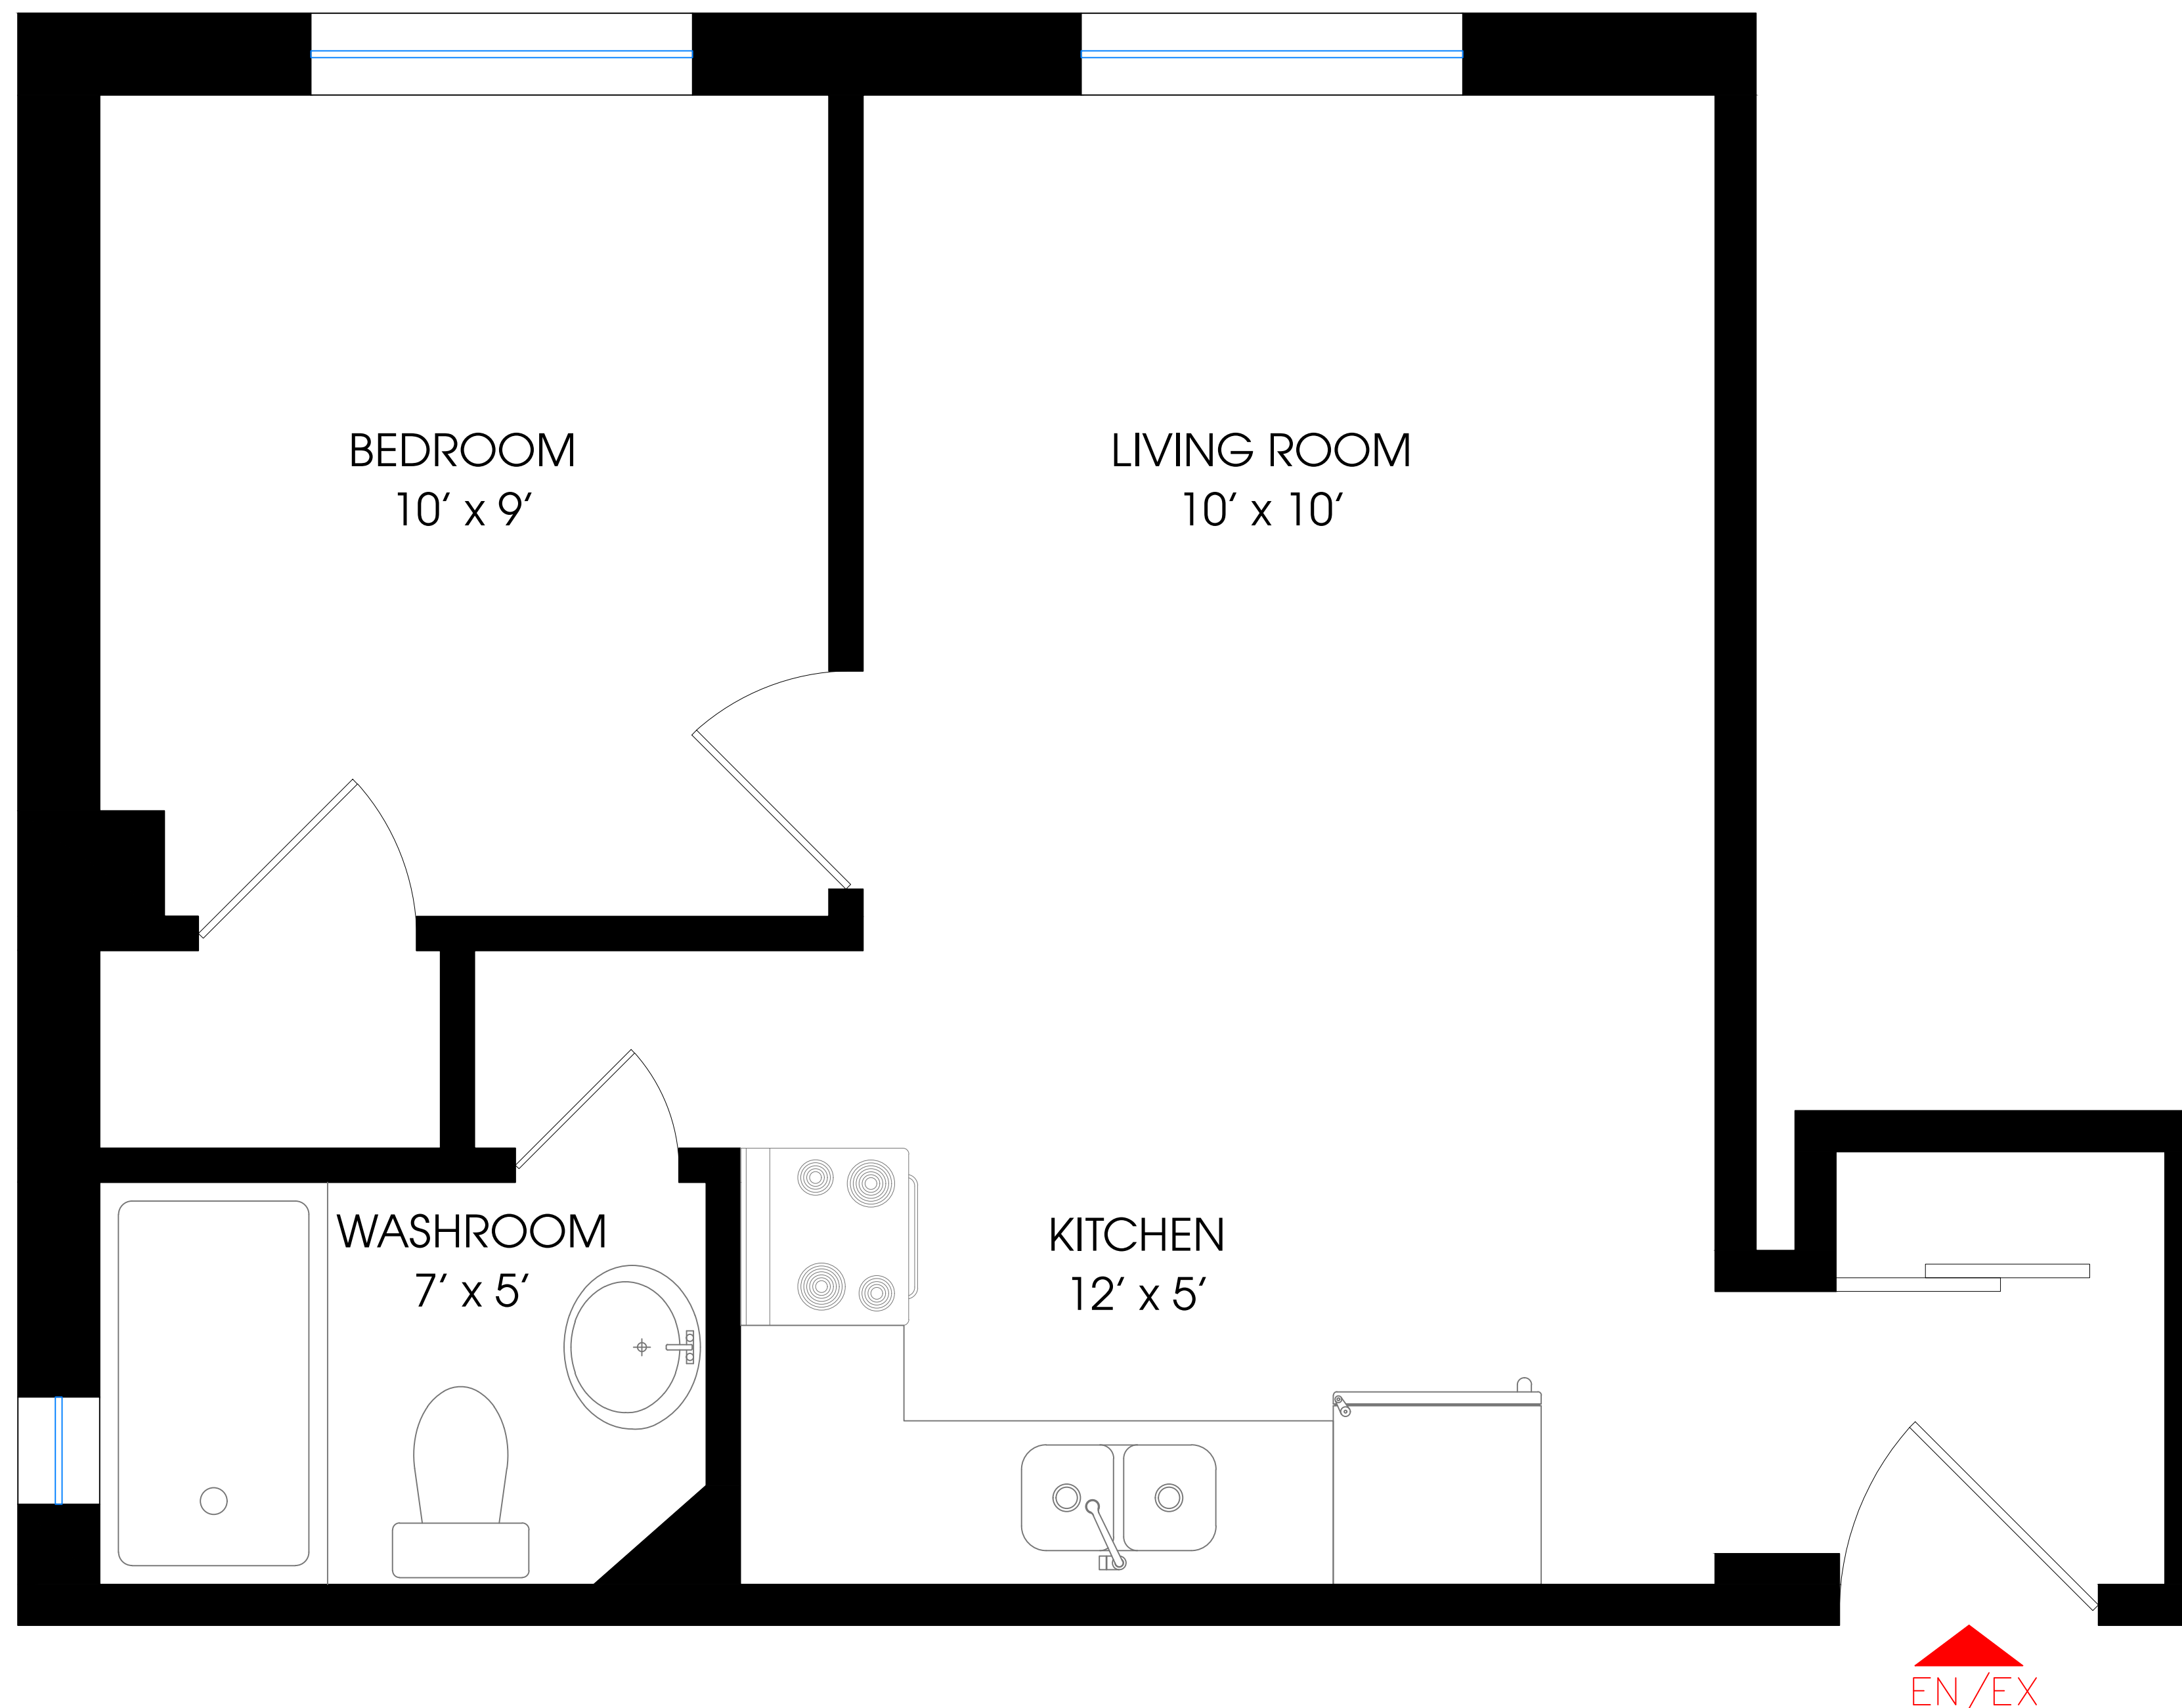 BEDROOM
10' x 9'
LIVING ROOM
10' x 10'
WASHROOM
7' x 5'
KITCHEN
12' x 5'
EN/EX